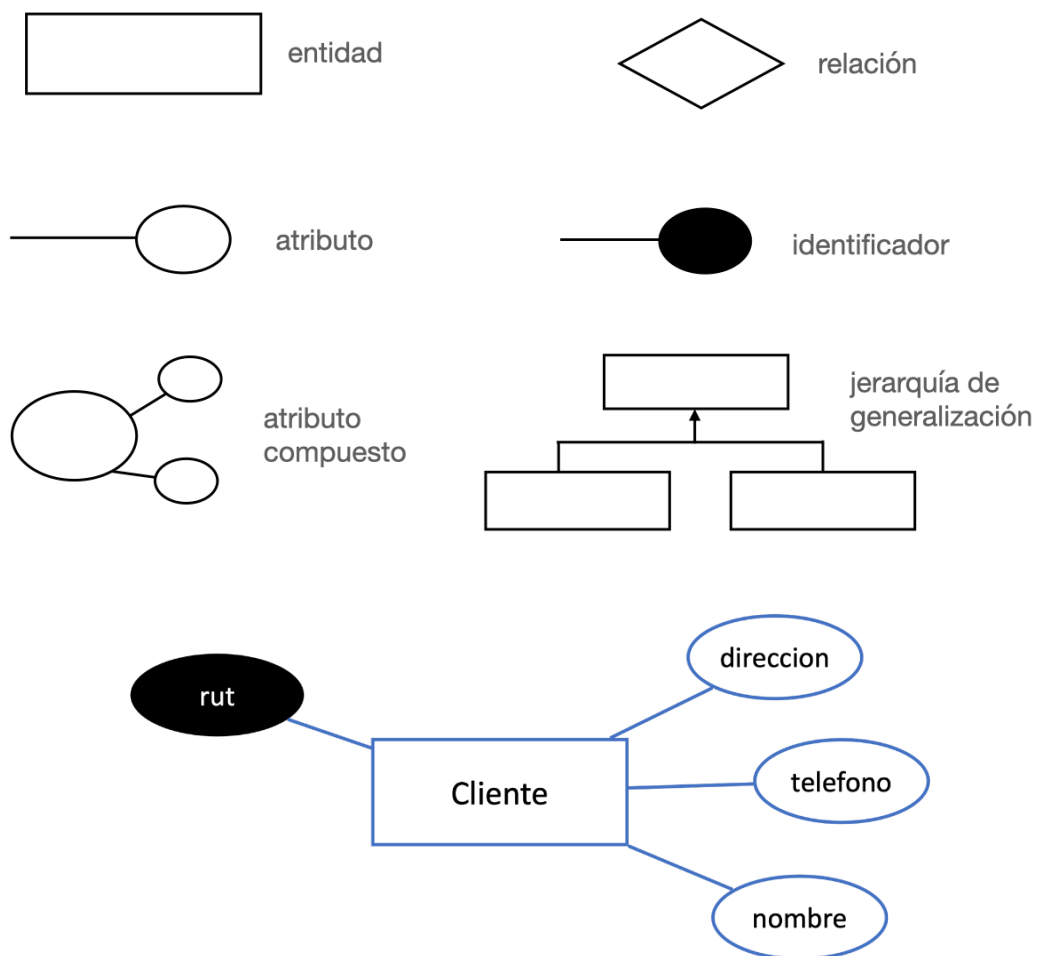 entidad
relación
atributo
identificador
atributo
compuesto
jerarquía de
generalización
rut
direccion
Cliente
telefono
nombre